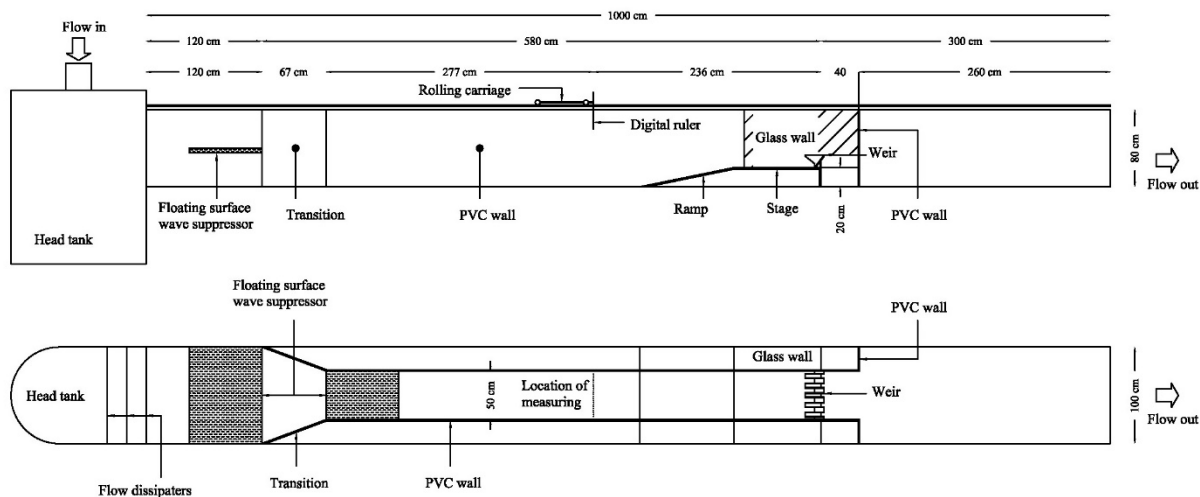 1000 cm
Flow in
120 cm
580 cm
300 cm
120 cm
67 cm
277 cm
236 cm
40
260 cm
Rolling carriage
Digital ruler
Glass wall
Weir
80 cm
Flow out
Floating surface
wave suppressor
Transition
PVC wall
Ramp
Stage
20 cm
PVC wall
Head tank
Floating surface
wave suppressor
PVC wall
Glass wall
Head tank
50 cm
Location of
measuring
Weir
100 cm
Flow out
Transition
PVC wall
Flow dissipaters